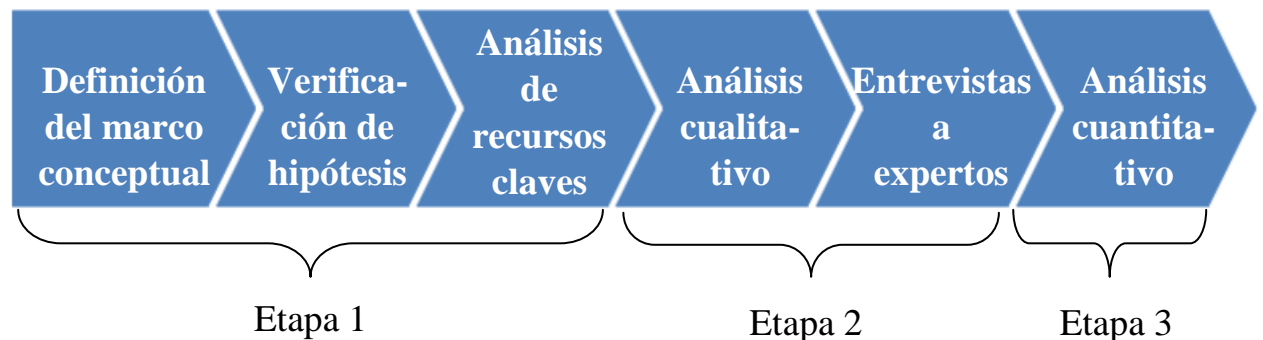 Definición
del marco
conceptual
Verifica-
ción de
hipótesis
Análisis
de
recursos
claves
Análisis
cualita-
tivo
Entrevistas
a
expertos
Análisis
cuantita-
tivo
Etapa 1
Etapa 2
Etapa 3